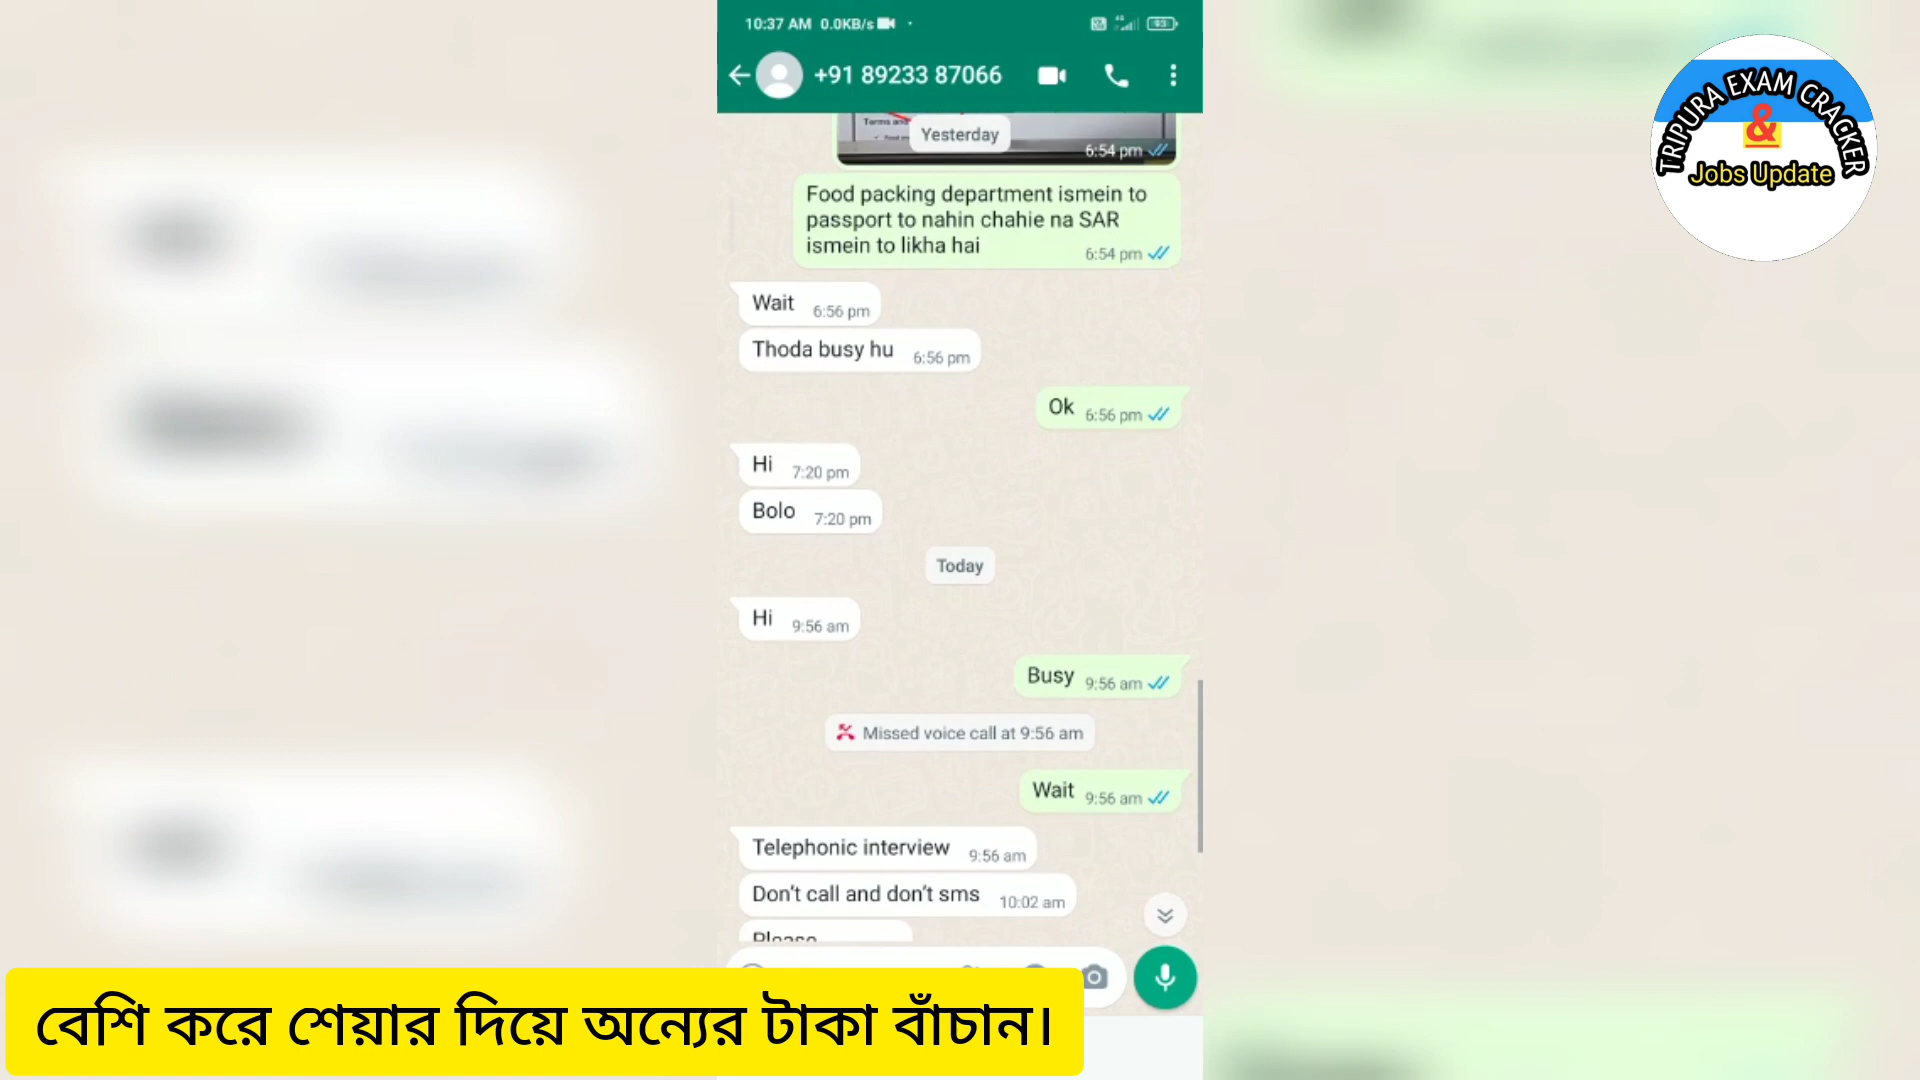 10:37 AM 0.0KB/s
+91 89233 87066
Yesterday
6:54 pm
Food packing department ismein to
passport to nahin chahie na SAR
ismein to likha hai
6:54 pm
Wait 6:56 pm
Thoda busy hu 6:56 pm
Ok 6:56 pm
Hi 7:20 pm
Bolo 7:20 pm
Today
Hi 9:56 am
Busy 9:56 am
Missed voice call at 9:56 am
Wait 9:56 am
Telephonic interview 9:56 am
Don't call and don't sms 10:02 am
Please
TRIPURA EXAM CRACKER
&
Jobs Update
বেশি করে শেয়ার দিয়ে অন্যের টাকা বাঁচান।